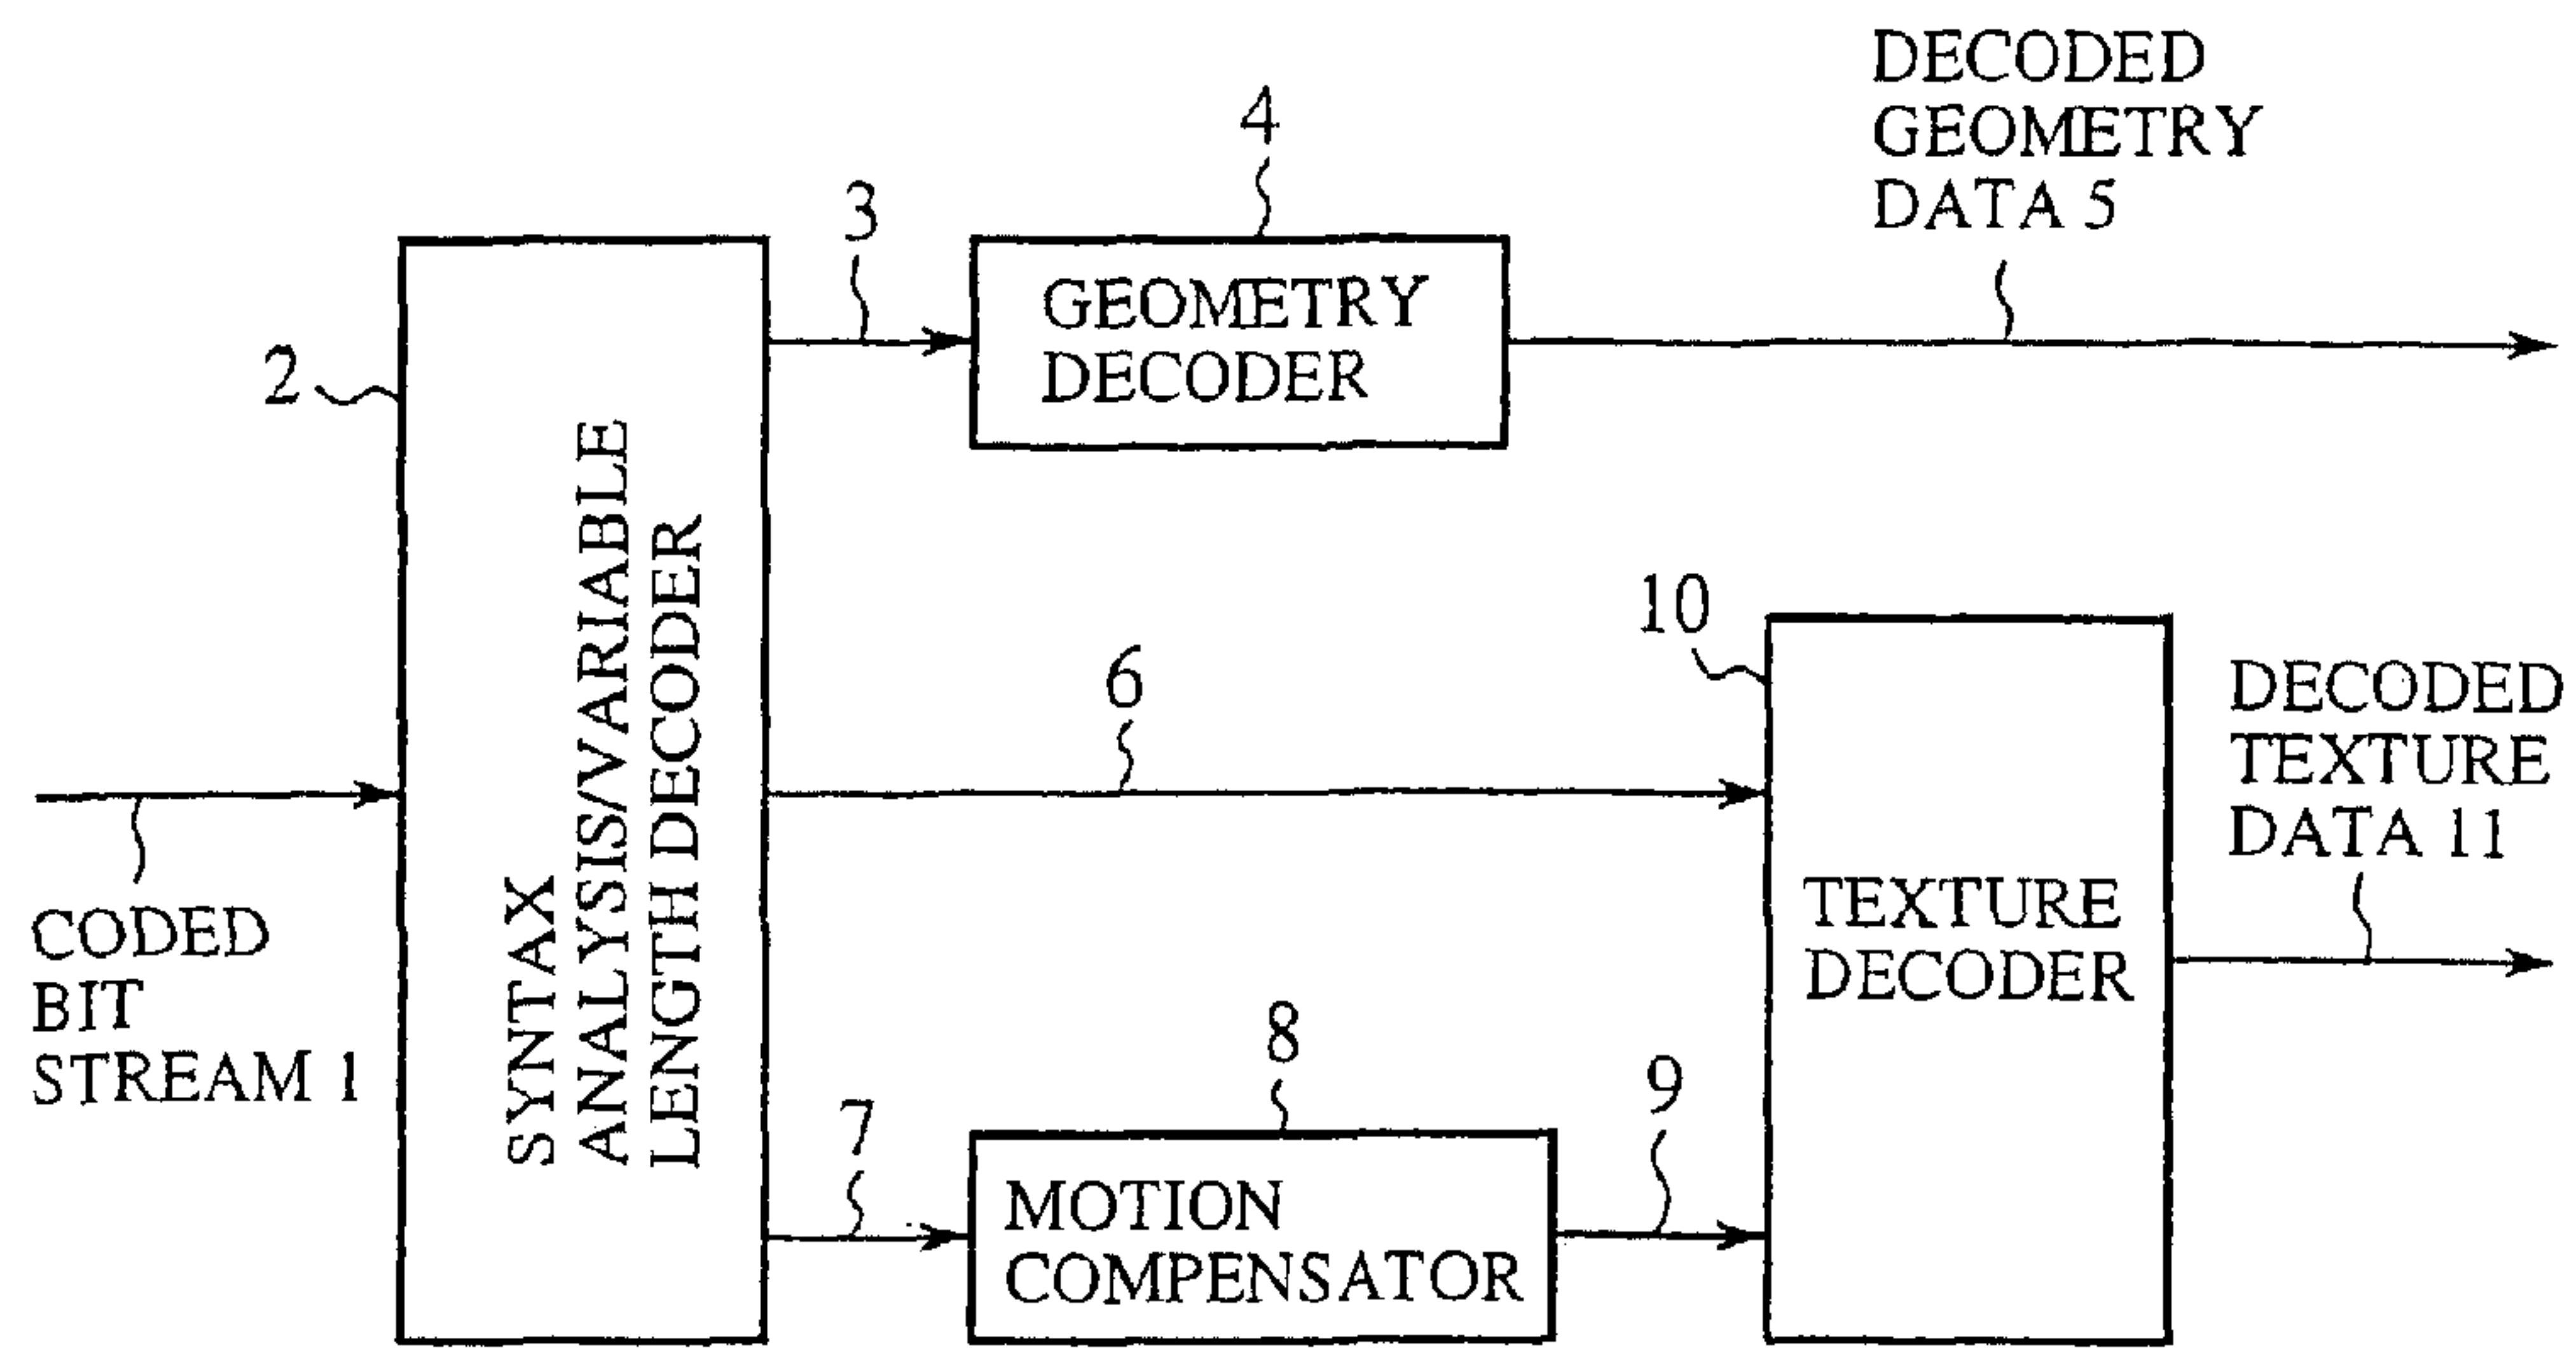 DECODED
GEOMETRY
DATA 5
4
3
GEOMETRY
DECODER
2
SYNTAX
ANALYSIS/VARIABLE
LENGTH DECODER
10
6
DECODED
TEXTURE
DATA 11
TEXTURE
DECODER
CODED
BIT
STREAM 1
8
9
7
MOTION
COMPENSATOR